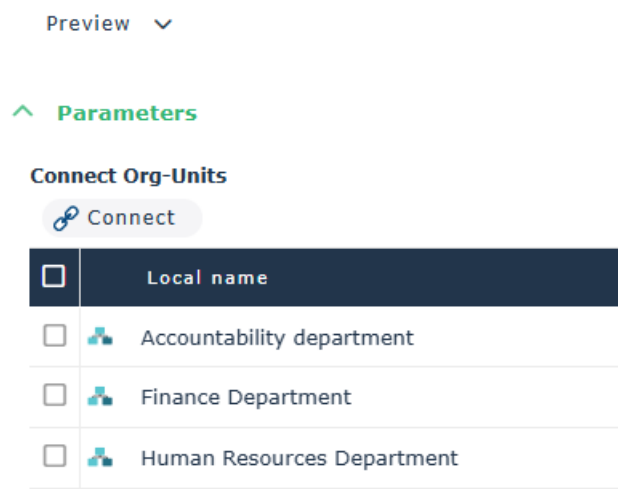 Preview
Parameters
Connect Org-Units
Connect
Local name
Accountability department
Finance Department
Human Resources Department